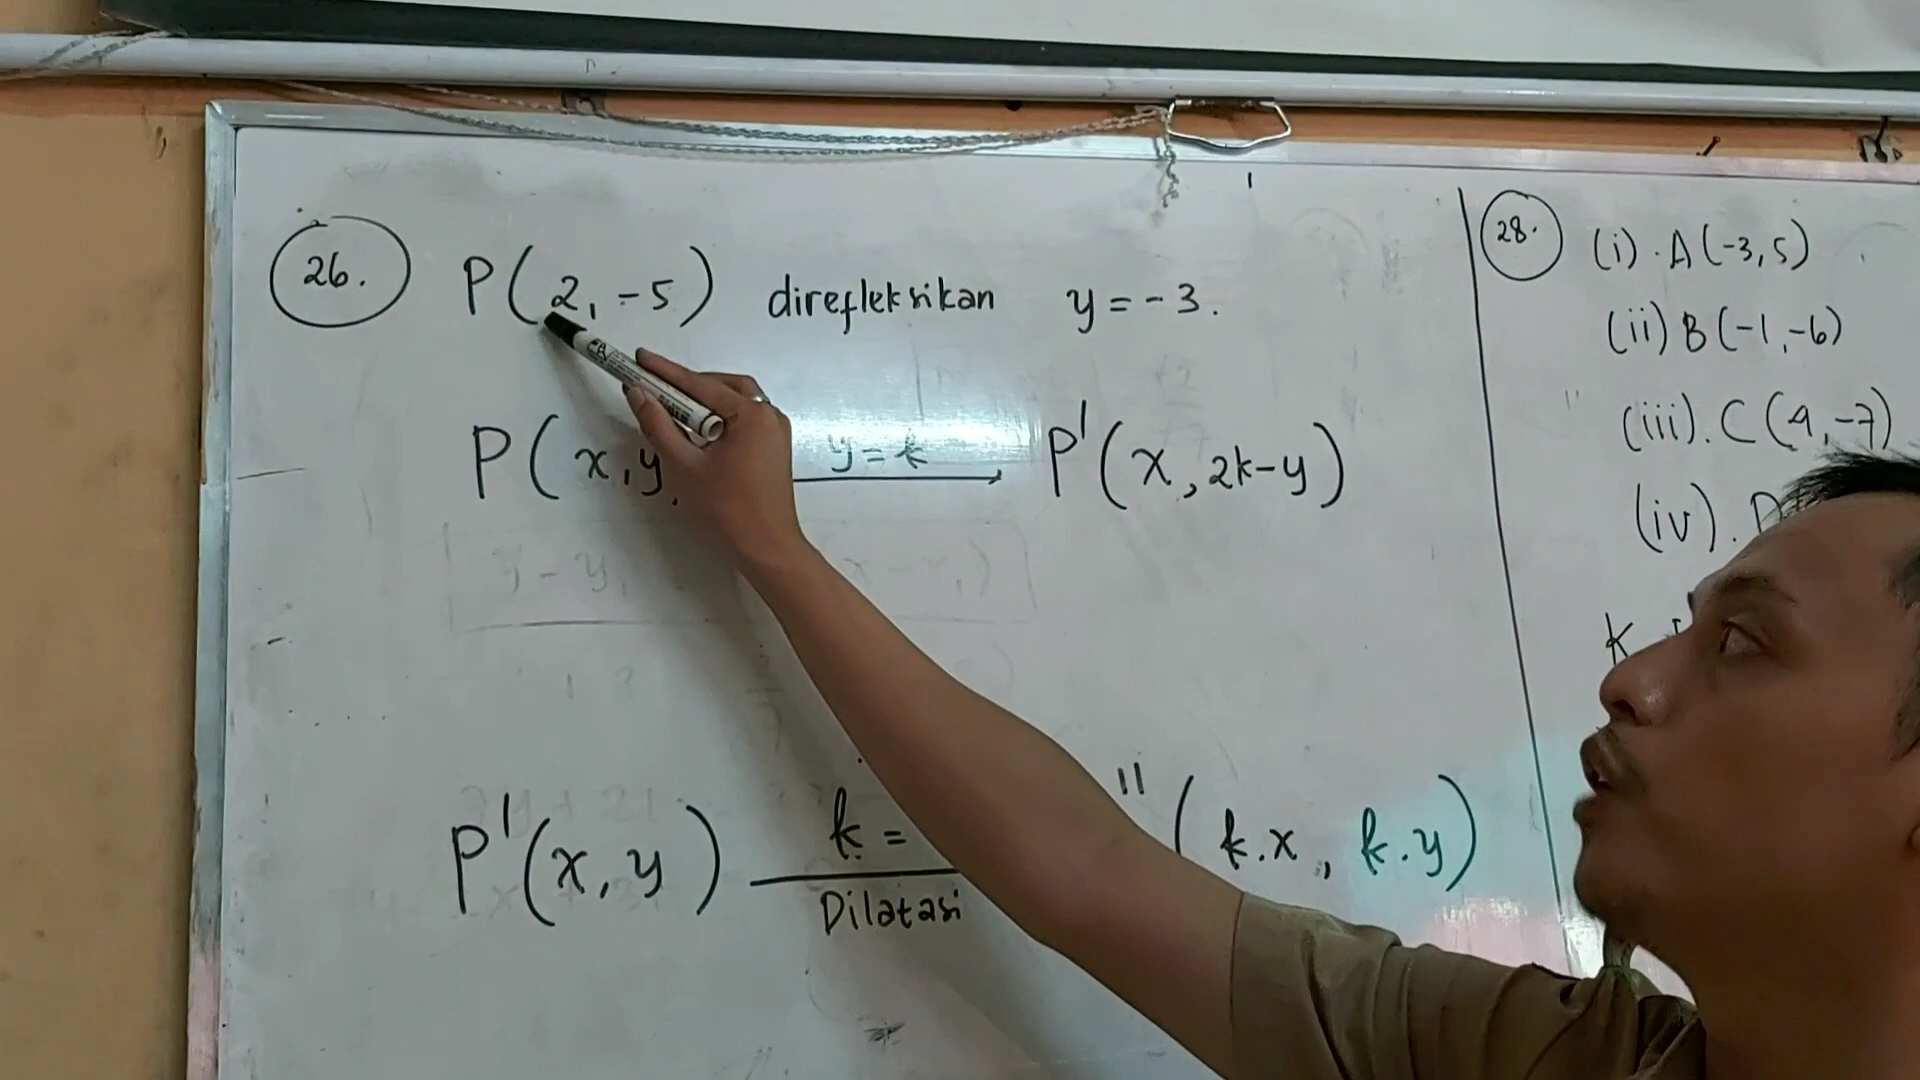 26. P(2, -5) direfleksikan y = -3.
P(x, y y = k P'(x, 2k-y)
P'(x, y) k = "(k.x, k.y)
Dilatasi
28. (i). A(-3, 5)
(ii) B(-1, -6)
(iii). C(4, -7)
(iv). D
K